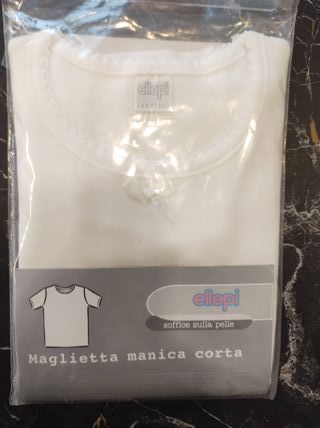 ellepi
ellepi
soffice sulla pelle
Maglietta manica corta